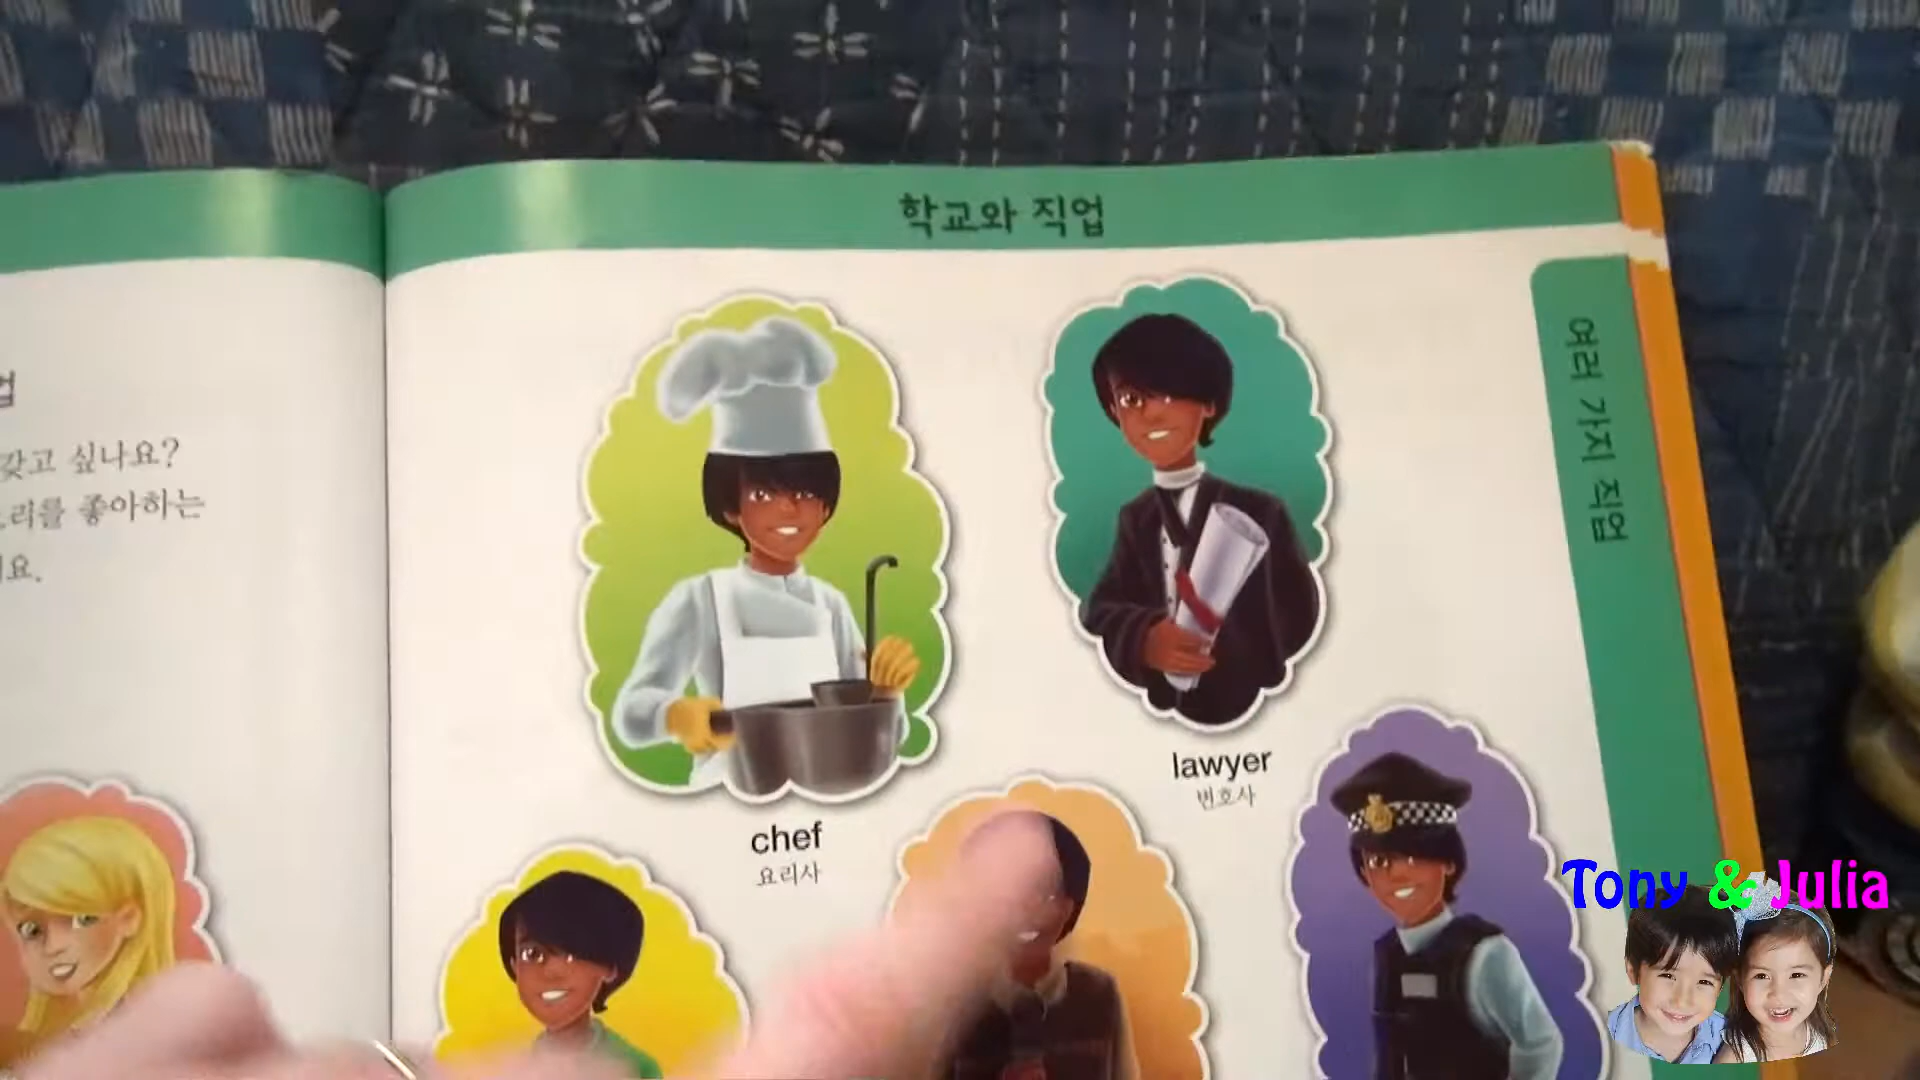 학교와 직업
여러 가지 직업
업
갖고 싶나요?
리를 좋아하는
요.
lawyer
변호사
chef
요리사
Tony & Julia